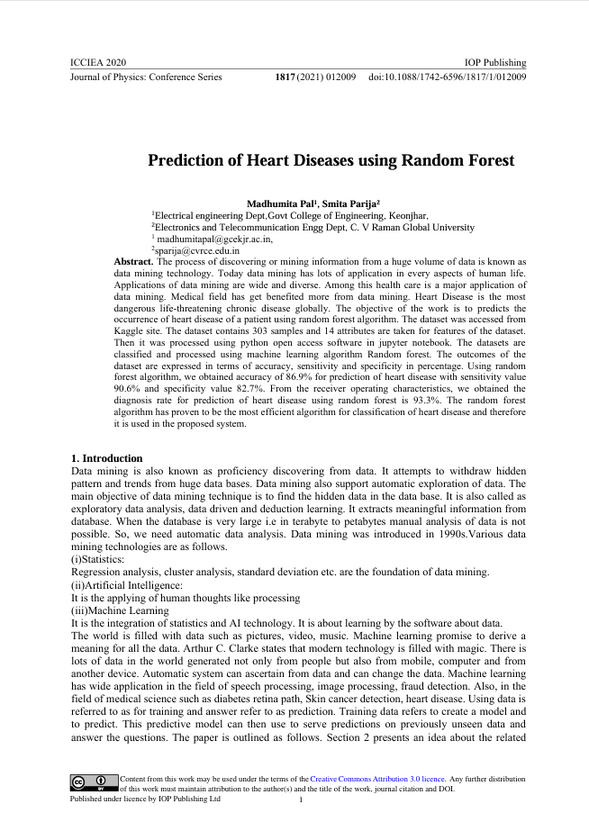 ICCIEA 2020
IOP Publishing
Journal of Physics: Conference Series
1817 (2021) 012009
doi:10.1088/1742-6596/1817/1/012009
Prediction of Heart Diseases using Random Forest
Madhumita Pal¹, Smita Parija²
¹Electrical engineering Dept,Govt College of Engineering, Keonjhar,
²Electronics and Telecommunication Engg Dept, C. V Raman Global University
¹ madhumitapal@gcekjr.ac.in,
²sparija@cvrce.edu.in
Abstract. The process of discovering or mining information from a huge volume of data is known as
data mining technology. Today data mining has lots of application in every aspects of human life.
Applications of data mining are wide and diverse. Among this health care is a major application of
data mining. Medical field has get benefited more from data mining. Heart Disease is the most
dangerous life-threatening chronic disease globally. The objective of the work is to predicts the
occurrence of heart disease of a patient using random forest algorithm. The dataset was accessed from
Kaggle site. The dataset contains 303 samples and 14 attributes are taken for features of the dataset.
Then it was processed using python open access software in jupyter notebook. The datasets are
classified and processed using machine learning algorithm Random forest. The outcomes of the
dataset are expressed in terms of accuracy, sensitivity and specificity in percentage. Using random
forest algorithm, we obtained accuracy of 86.9% for prediction of heart disease with sensitivity value
90.6% and specificity value 82.7%. From the receiver operating characteristics, we obtained the
diagnosis rate for prediction of heart disease using random forest is 93.3%. The random forest
algorithm has proven to be the most efficient algorithm for classification of heart disease and therefore
it is used in the proposed system.
1. Introduction
Data mining is also known as proficiency discovering from data. It attempts to withdraw hidden
pattern and trends from huge data bases. Data mining also support automatic exploration of data. The
main objective of data mining technique is to find the hidden data in the data base. It is also called as
exploratory data analysis, data driven and deduction learning. It extracts meaningful information from
database. When the database is very large i.e in terabyte to petabytes manual analysis of data is not
possible. So, we need automatic data analysis. Data mining was introduced in 1990s.Various data
mining technologies are as follows.
(i)Statistics:
Regression analysis, cluster analysis, standard deviation etc. are the foundation of data mining.
(ii)Artificial Intelligence:
It is the applying of human thoughts like processing
(iii)Machine Learning
It is the integration of statistics and AI technology. It is about learning by the software about data.
The world is filled with data such as pictures, video, music. Machine learning promise to derive a
meaning for all the data. Arthur C. Clarke states that modern technology is filled with magic. There is
lots of data in the world generated not only from people but also from mobile, computer and from
another device. Automatic system can ascertain from data and can change the data. Machine learning
has wide application in the field of speech processing, image processing, fraud detection. Also, in the
field of medical science such as diabetes retina path, Skin cancer detection, heart disease. Using data is
referred to as for training and answer refer to as prediction. Training data refers to create a model and
to predict. This predictive model can then use to serve predictions on previously unseen data and
answer the questions. The paper is outlined as follows. Section 2 presents an idea about the related
Content from this work may be used under the terms of the Creative Commons Attribution 3.0 licence. Any further distribution
of this work must maintain attribution to the author(s) and the title of the work, journal citation and DOI.
Published under licence by IOP Publishing Ltd
1